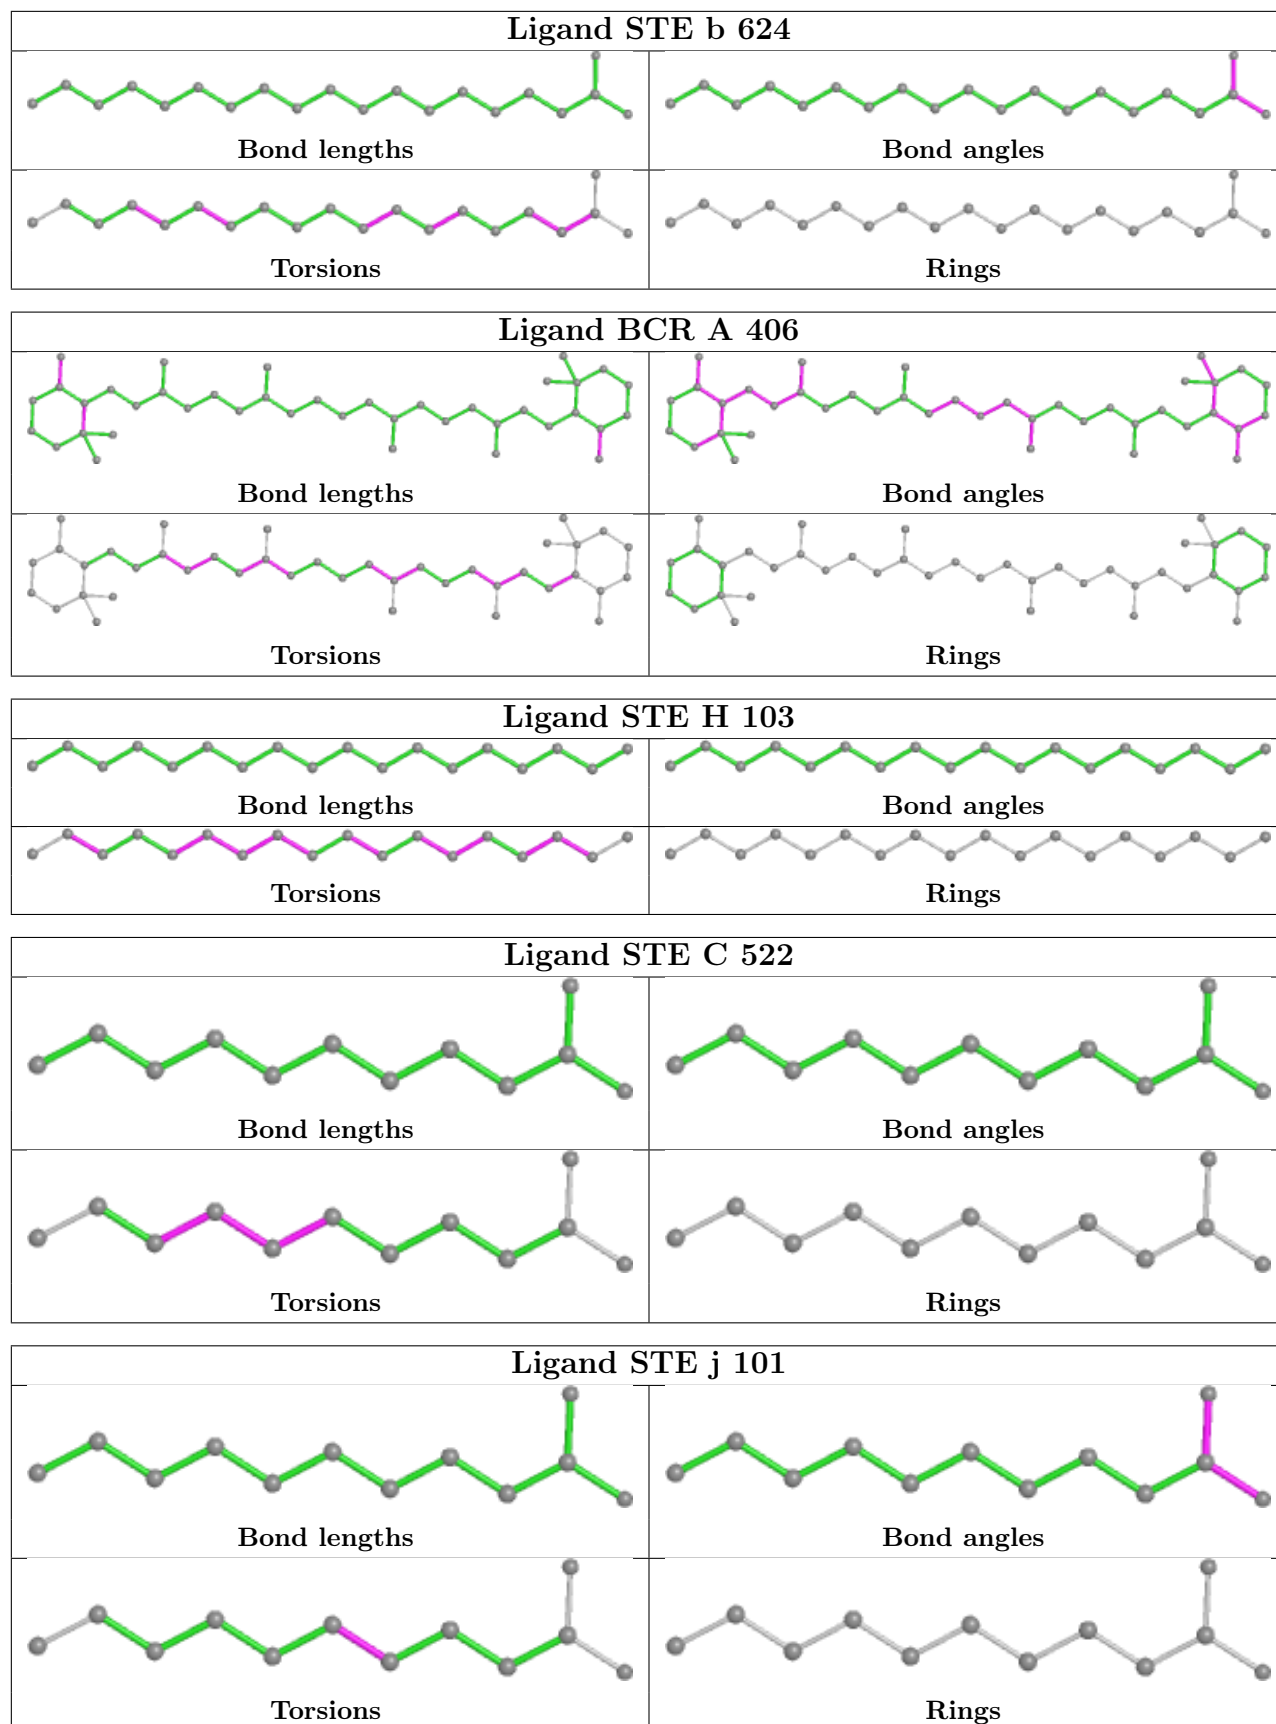 Ligand STE b 624
Bond lengths Bond angles
Torsions Rings
Ligand BCR A 406
Bond lengths Bond angles
Torsions Rings
Ligand STE H 103
Bond lengths Bond angles
Torsions Rings
Ligand STE C 522
Bond lengths Bond angles
Torsions Rings
Ligand STE j 101
Bond lengths Bond angles
Torsions Rings